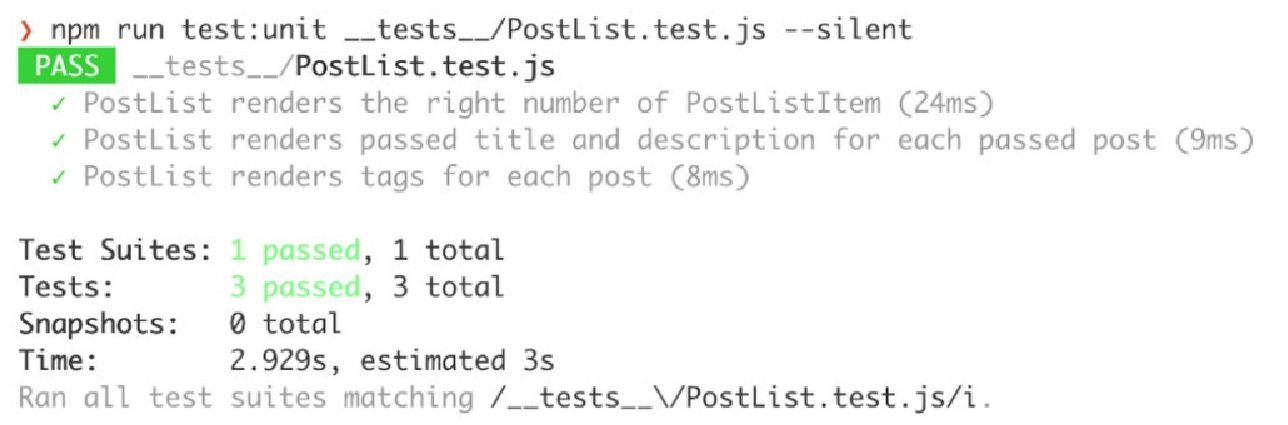 ❯ npm run test:unit __tests__/PostList.test.js --silent
PASS __tests__/PostList.test.js
✓ PostList renders the right number of PostListItem (24ms)
✓ PostList renders passed title and description for each passed post (9ms)
✓ PostList renders tags for each post (8ms)
Test Suites: 1 passed, 1 total
Tests: 3 passed, 3 total
Snapshots: 0 total
Time: 2.929s, estimated 3s
Ran all test suites matching /__tests__\/PostList.test.js/i.